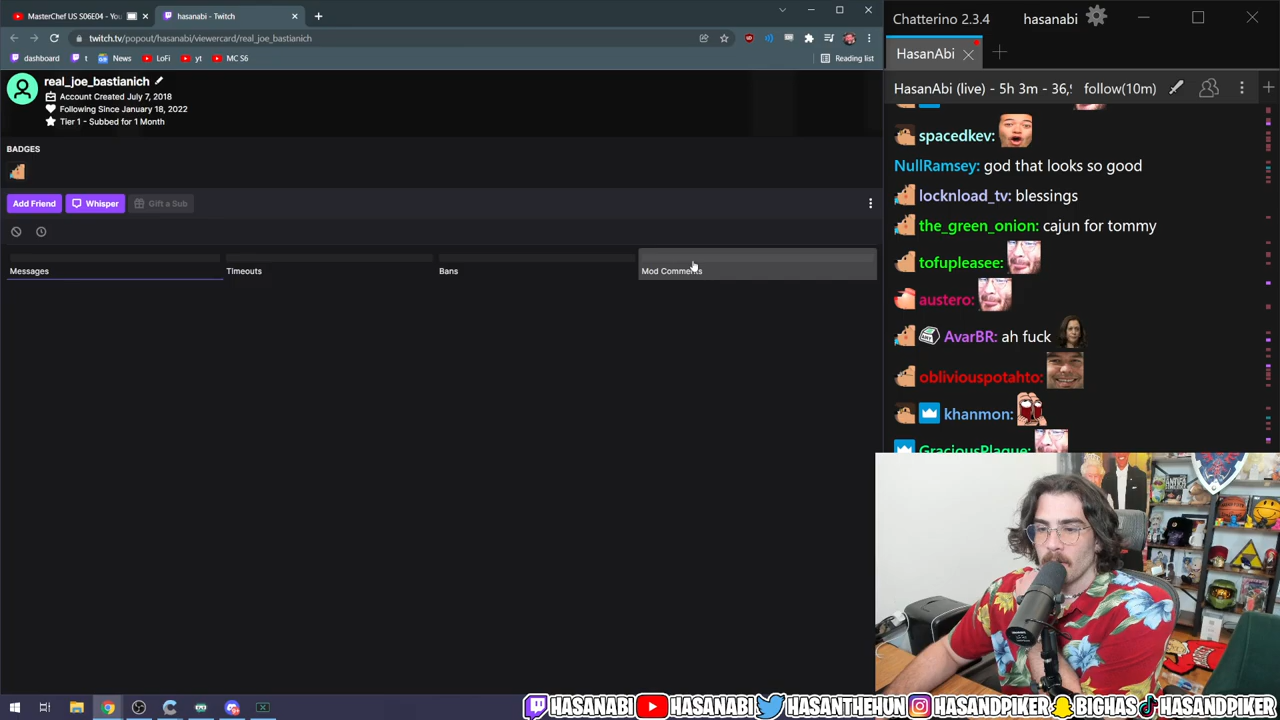 MasterChef US S06E04 - You
hasanabi - Twitch
twitch.tv/popout/hasanabi/viewercard/real_joe_bastianich
dashboard
t
News
LoFi
yt
MC S6
Reading list
real_joe_bastianich
Account Created July 7, 2018
Following Since January 18, 2022
Tier 1 - Subbed for 1 Month
BADGES
Add Friend
Whisper
Gift a Sub
Messages
Timeouts
Bans
Mod Comments
Chatterino 2.3.4
hasanabi
HasanAbi
HasanAbi (live) - 5h 3m - 36,
follow(10m)
spacedkev:
NullRamsey: god that looks so good
locknload_tv: blessings
the_green_onion: cajun for tommy
tofupleasee:
austero:
AvarBR: ah fuck
obliviouspotahto:
khanmon:
GraciousPlague:
HASANABI
HASANABI
HASANTHEHUN
HASANDPIKER
BIGHAS
HASANDPIKER